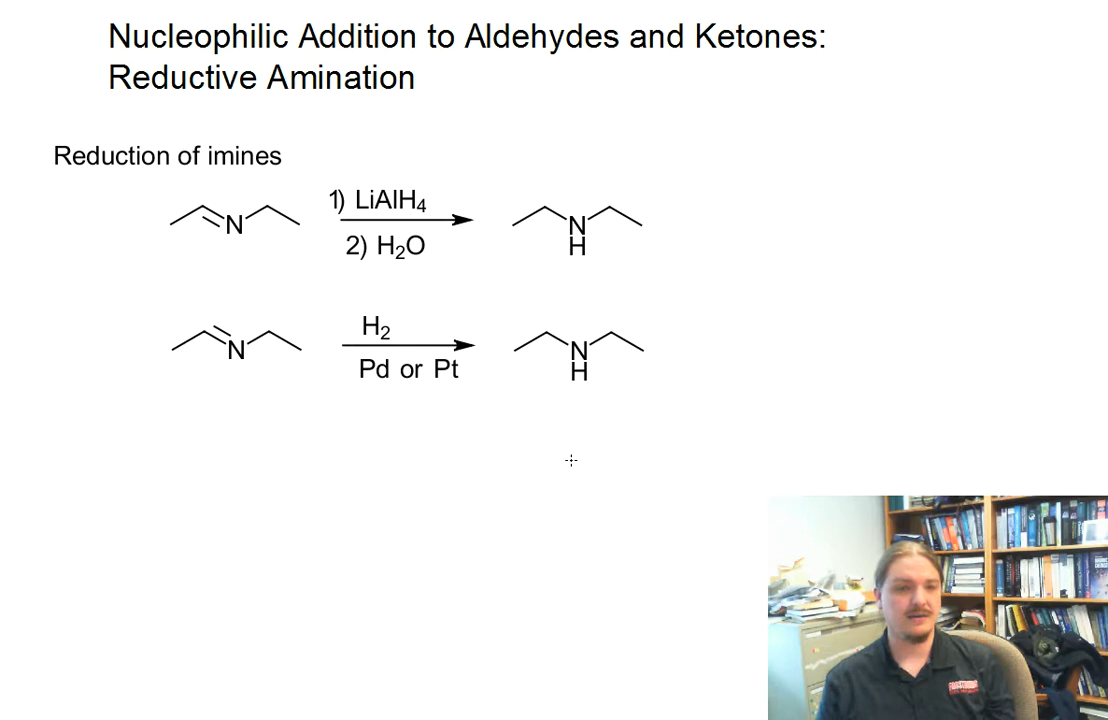 Nucleophilic Addition to Aldehydes and Ketones:
Reductive Amination
Reduction of imines
1) LiAlH4
N
2) H2O
N
H
H2
N
Pd or Pt
N
H